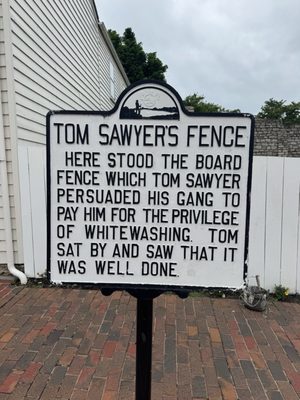 TOM SAWYER'S FENCE
HERE STOOD THE BOARD
FENCE WHICH TOM SAWYER
PERSUADED HIS GANG TO
PAY HIM FOR THE PRIVILEGE
OF WHITEWASHING. TOM
SAT BY AND SAW THAT IT
WAS WELL DONE.